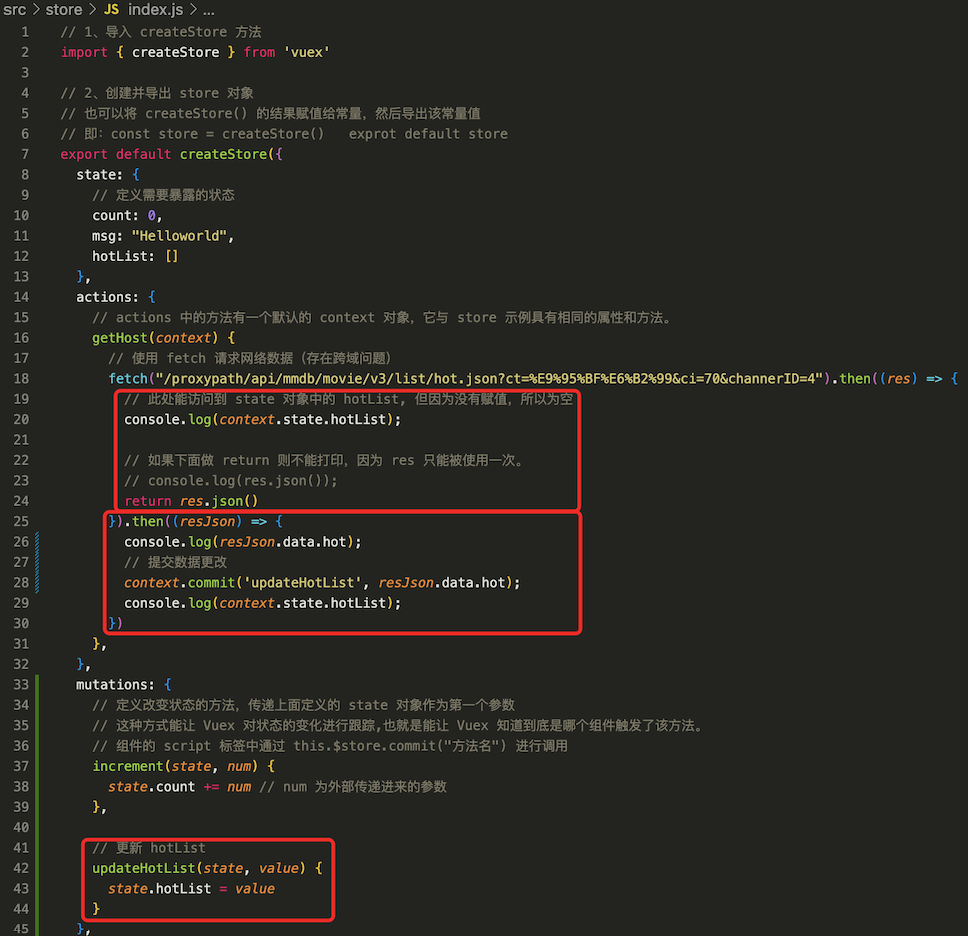 src > store > JS index.js > ...
1 // 1、导入 createStore 方法
2 import { createStore } from 'vuex'
3
4 // 2、创建并导出 store 对象
5 // 也可以将 createStore() 的结果赋值给常量，然后导出该常量值
6 // 即：const store = createStore()   exprot default store
7 export default createStore({
8   state: {
9     // 定义需要暴露的状态
10     count: 0,
11     msg: "Helloworld",
12     hotList: []
13   },
14   actions: {
15     // actions 中的方法有一个默认的 context 对象，它与 store 示例具有相同的属性和方法。
16     getHost(context) {
17       // 使用 fetch 请求网络数据（存在跨域问题）
18       fetch("/proxypath/api/mmdb/movie/v3/list/hot.json?ct=%E9%95%BF%E6%B2%99&ci=70&channerID=4").then((res) => {
19         // 此处能访问到 state 对象中的 hotList, 但因为没有赋值，所以为空
20         console.log(context.state.hotList);
21
22         // 如果下面做 return 则不能打印，因为 res 只能被使用一次。
23         // console.log(res.json());
24         return res.json()
25       }).then((resJson) => {
26         console.log(resJson.data.hot);
27         // 提交数据更改
28         context.commit('updateHotList', resJson.data.hot);
29         console.log(context.state.hotList);
30       })
31     },
32   },
33   mutations: {
34     // 定义改变状态的方法，传递上面定义的 state 对象作为第一个参数
35     // 这种方式能让 Vuex 对状态的变化进行跟踪,也就是能让 Vuex 知道到底是哪个组件触发了该方法。
36     // 组件的 script 标签中通过 this.$store.commit("方法名") 进行调用
37     increment(state, num) {
38       state.count += num // num 为外部传递进来的参数
39     },
40
41     // 更新 hotList
42     updateHotList(state, value) {
43       state.hotList = value
44     }
45   },